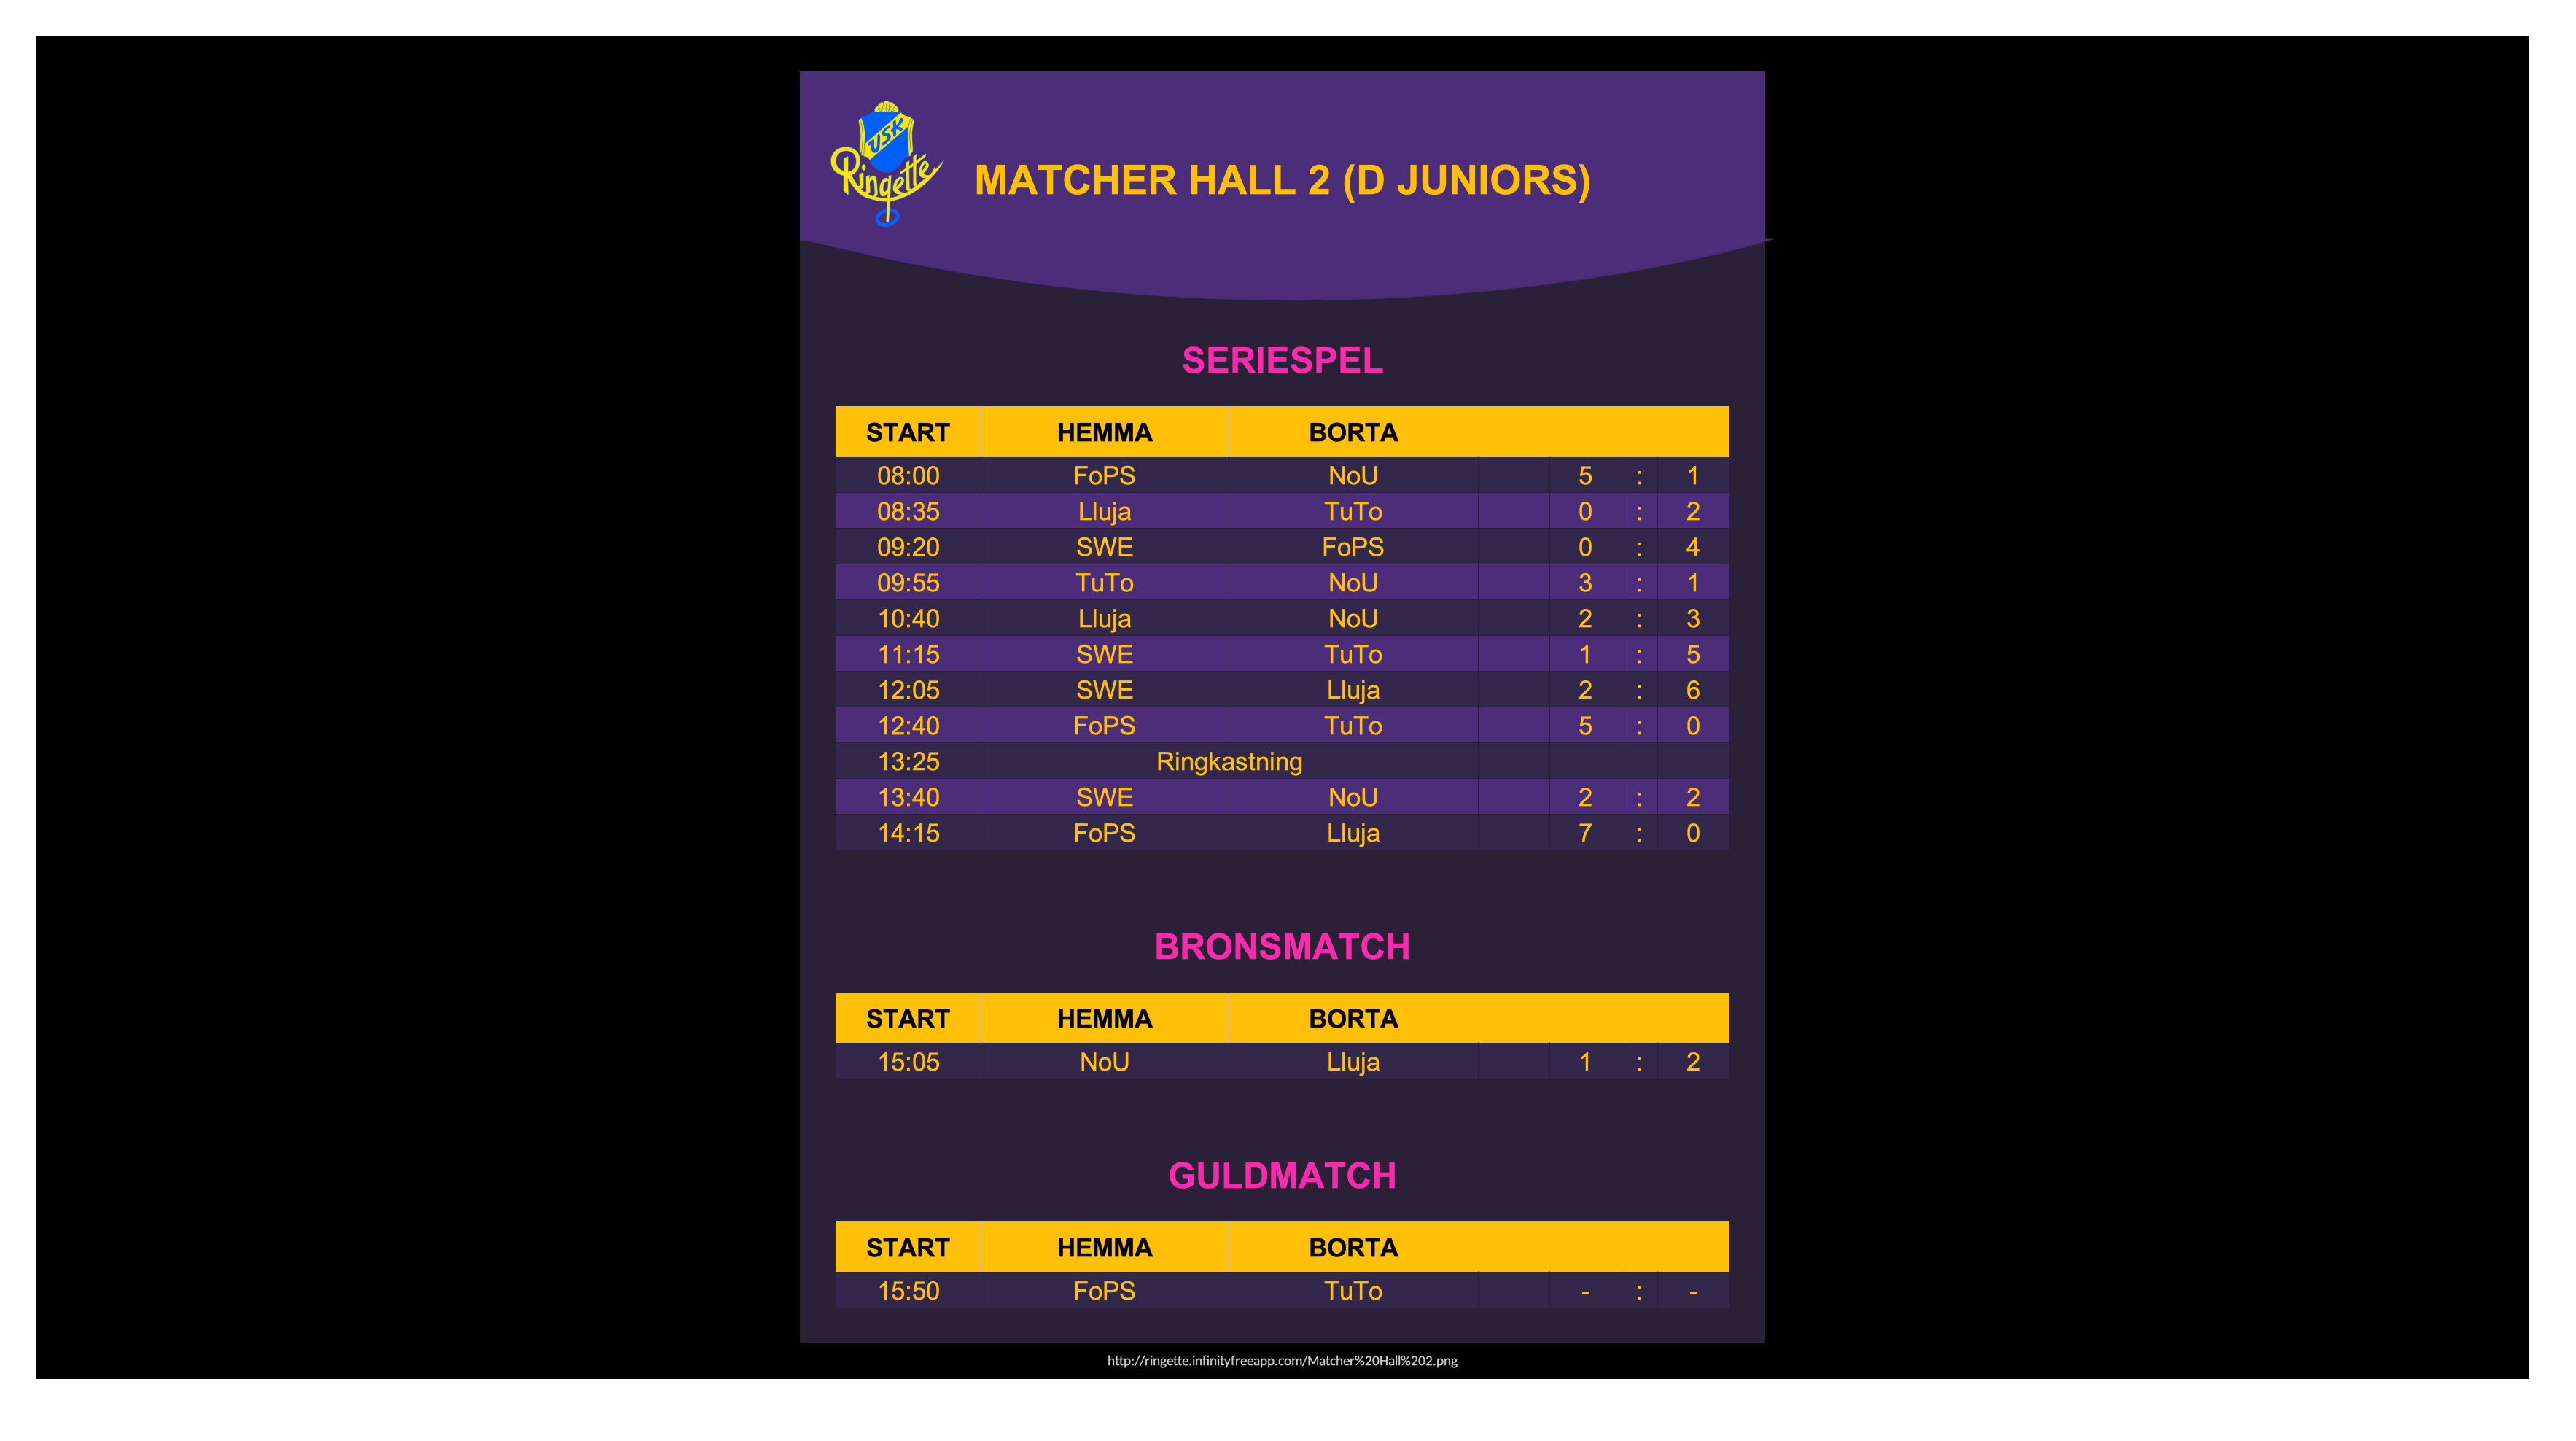 USK
Ringette
MATCHER HALL 2 (D JUNIORS)
SERIESPEL
START HEMMA BORTA
08:00 FoPS NoU 5 : 1
08:35 Lluja TuTo 0 : 2
09:20 SWE FoPS 0 : 4
09:55 TuTo NoU 3 : 1
10:40 Lluja NoU 2 : 3
11:15 SWE TuTo 1 : 5
12:05 SWE Lluja 2 : 6
12:40 FoPS TuTo 5 : 0
13:25 Ringkastning
13:40 SWE NoU 2 : 2
14:15 FoPS Lluja 7 : 0
BRONSMATCH
START HEMMA BORTA
15:05 NoU Lluja 1 : 2
GULDMATCH
START HEMMA BORTA
15:50 FoPS TuTo - : -
http://ringette.infinityfreeapp.com/Matcher%20Hall%202.png